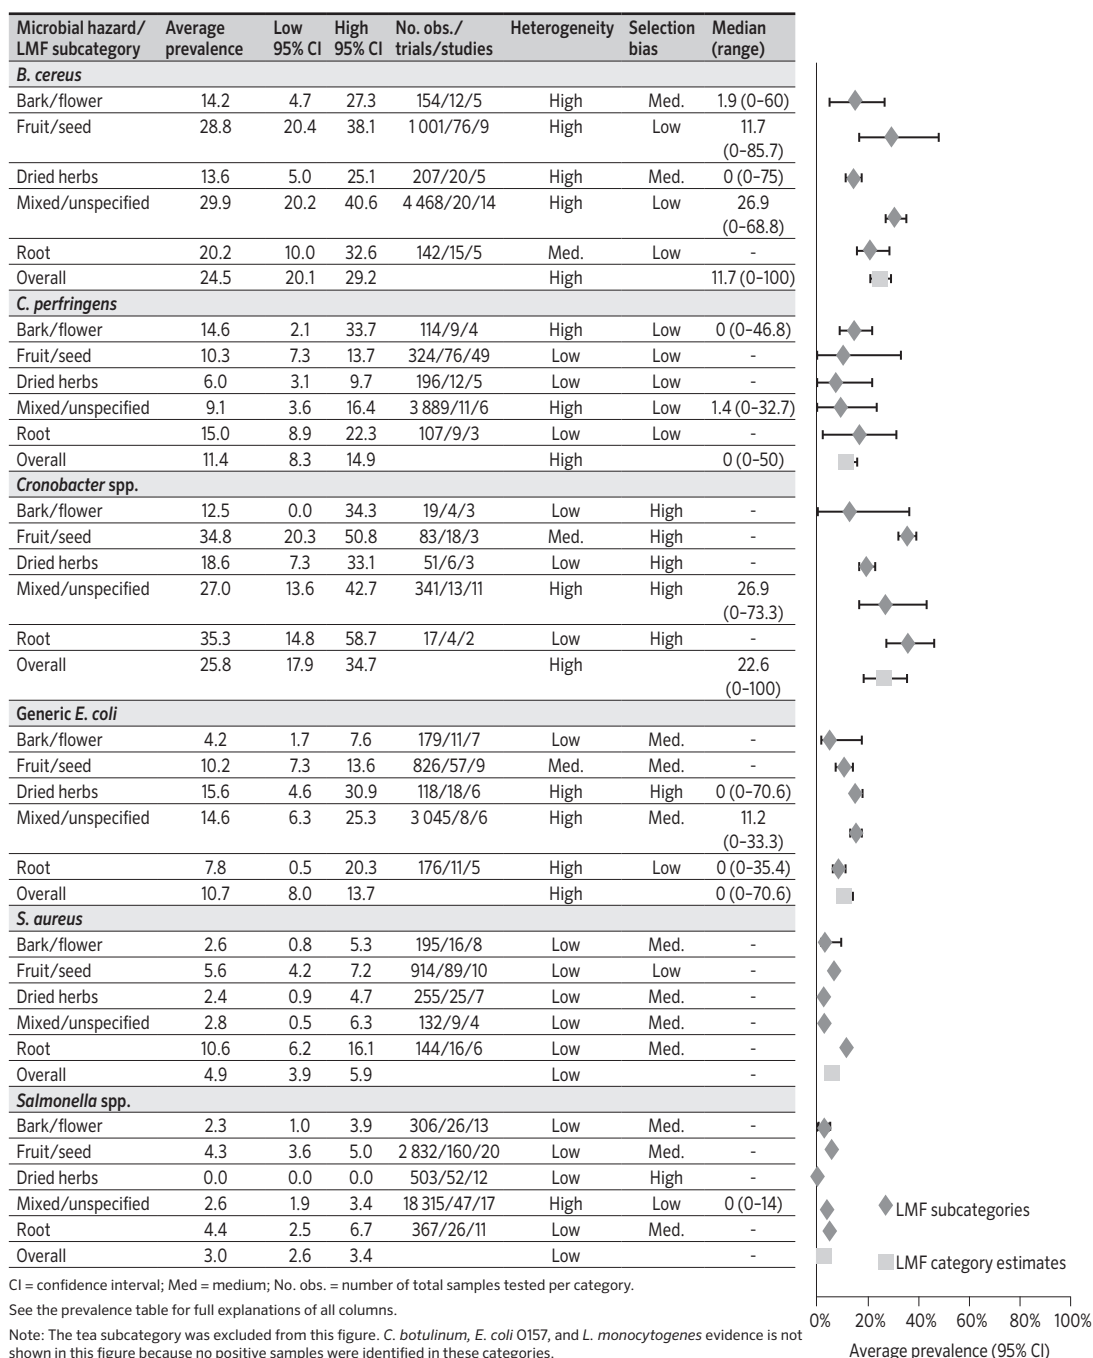 Microbial hazard/ Average Low High No. obs./ Heterogeneity Selection Median
LMF subcategory prevalence 95% CI 95% CI trials/studies bias (range)
B. cereus
Bark/flower 14.2 4.7 27.3 154/12/5 High Med. 1.9 (0–60)
Fruit/seed 28.8 20.4 38.1 1 001/76/9 High Low 11.7
(0–85.7)
Dried herbs 13.6 5.0 25.1 207/20/5 High Med. 0 (0–75)
Mixed/unspecified 29.9 20.2 40.6 4 468/20/14 High Low 26.9
(0–68.8)
Root 20.2 10.0 32.6 142/15/5 Med. Low -
Overall 24.5 20.1 29.2 High 11.7 (0–100)
C. perfringens
Bark/flower 14.6 2.1 33.7 114/9/4 High Low 0 (0–46.8)
Fruit/seed 10.3 7.3 13.7 324/76/49 Low Low -
Dried herbs 6.0 3.1 9.7 196/12/5 Low Low -
Mixed/unspecified 9.1 3.6 16.4 3 889/11/6 High Low 1.4 (0–32.7)
Root 15.0 8.9 22.3 107/9/3 Low Low -
Overall 11.4 8.3 14.9 High 0 (0–50)
Cronobacter spp.
Bark/flower 12.5 0.0 34.3 19/4/3 Low High -
Fruit/seed 34.8 20.3 50.8 83/18/3 Med. High -
Dried herbs 18.6 7.3 33.1 51/6/3 Low High -
Mixed/unspecified 27.0 13.6 42.7 341/13/11 High High 26.9
(0–73.3)
Root 35.3 14.8 58.7 17/4/2 Low High -
Overall 25.8 17.9 34.7 High 22.6
(0–100)
Generic E. coli
Bark/flower 4.2 1.7 7.6 179/11/7 Low Med. -
Fruit/seed 10.2 7.3 13.6 826/57/9 Med. Med. -
Dried herbs 15.6 4.6 30.9 118/18/6 High High 0 (0–70.6)
Mixed/unspecified 14.6 6.3 25.3 3 045/8/6 High Med. 11.2
(0–33.3)
Root 7.8 0.5 20.3 176/11/5 High Low 0 (0–35.4)
Overall 10.7 8.0 13.7 High 0 (0–70.6)
S. aureus
Bark/flower 2.6 0.8 5.3 195/16/8 Low Med. -
Fruit/seed 5.6 4.2 7.2 914/89/10 Low Low -
Dried herbs 2.4 0.9 4.7 255/25/7 Low Med. -
Mixed/unspecified 2.8 0.5 6.3 132/9/4 Low Med. -
Root 10.6 6.2 16.1 144/16/6 Low Med. -
Overall 4.9 3.9 5.9 Low -
Salmonella spp.
Bark/flower 2.3 1.0 3.9 306/26/13 Low Med. -
Fruit/seed 4.3 3.6 5.0 2 832/160/20 Low Med. -
Dried herbs 0.0 0.0 0.0 503/52/12 Low High -
Mixed/unspecified 2.6 1.9 3.4 18 315/47/17 High Low 0 (0–14)
LMF subcategories
Root 4.4 2.5 6.7 367/26/11 Low Med. -
Overall 3.0 2.6 3.4 Low -
LMF category estimates
CI = confidence interval; Med = medium; No. obs. = number of total samples tested per category.
See the prevalence table for full explanations of all columns.
Note: The tea subcategory was excluded from this figure. C. botulinum, E. coli O157, and L. monocytogenes evidence is not
shown in this figure because no positive samples were identified in these categories.
0% 20% 40% 60% 80% 100%
Average prevalence (95% CI)